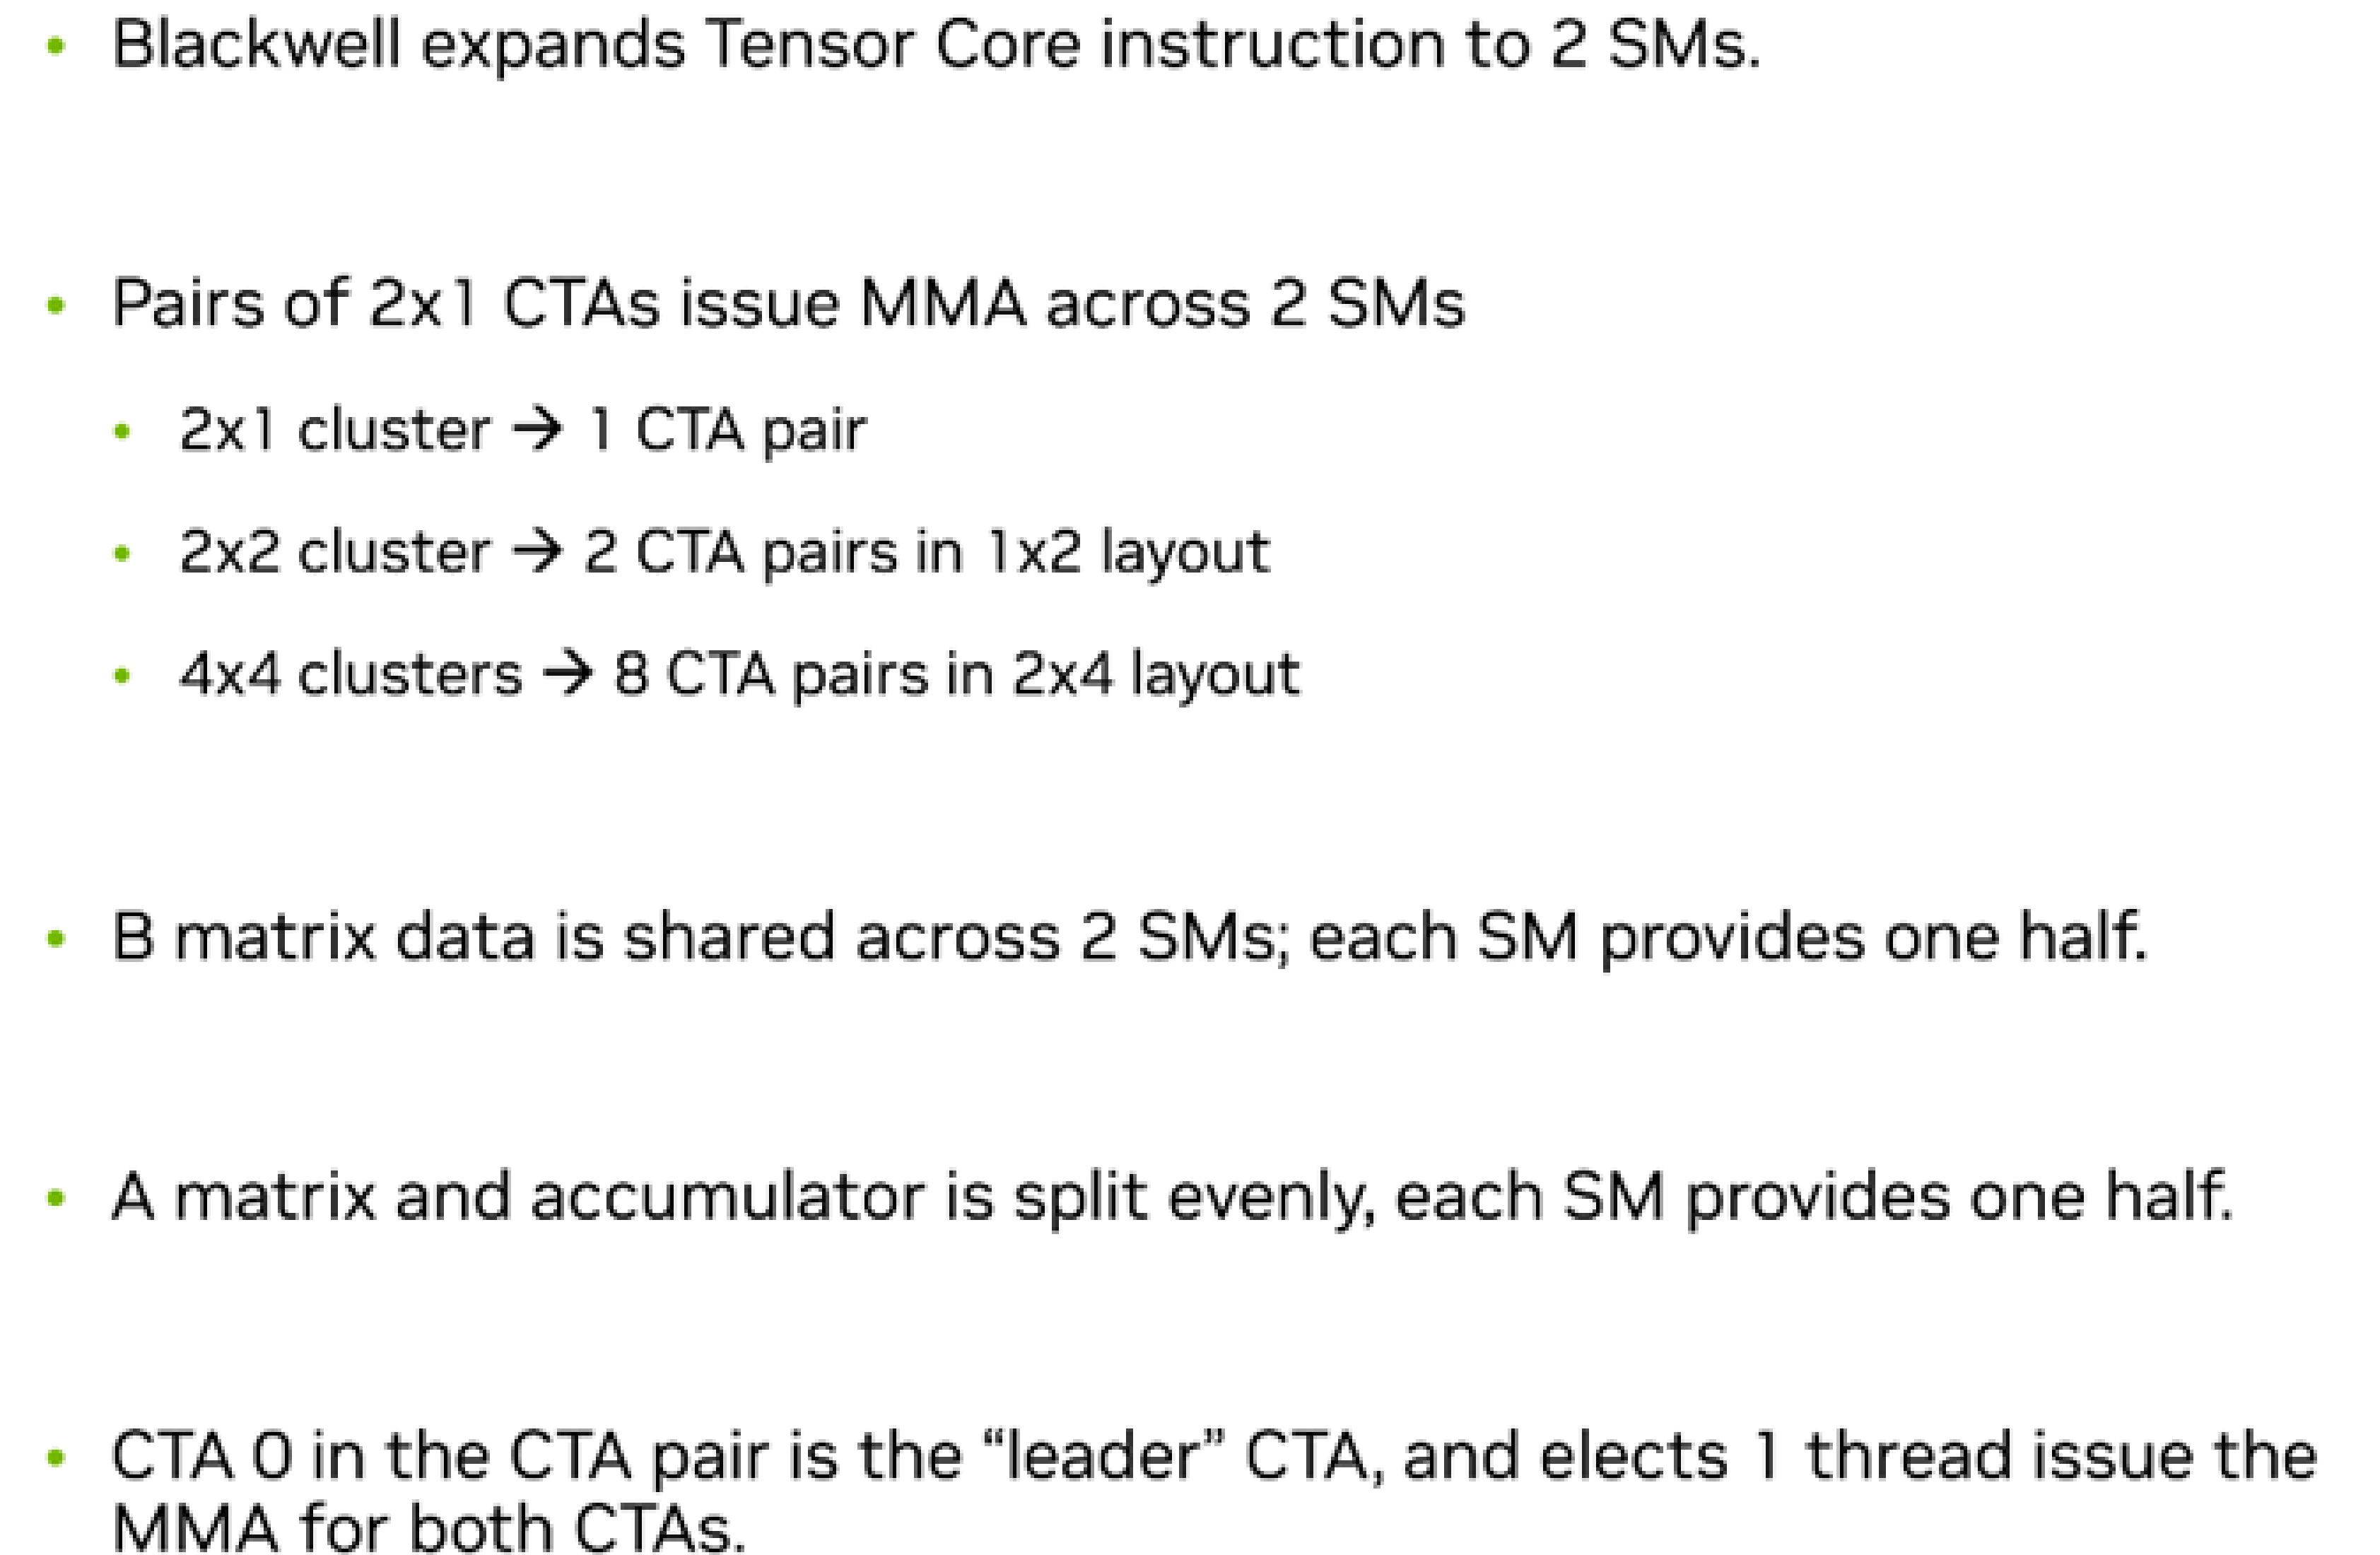 • Blackwell expands Tensor Core instruction to 2 SMs.
• Pairs of 2x1 CTAs issue MMA across 2 SMs
• 2x1 cluster → 1 CTA pair
• 2x2 cluster → 2 CTA pairs in 1x2 layout
• 4x4 clusters → 8 CTA pairs in 2x4 layout
• B matrix data is shared across 2 SMs; each SM provides one half.
• A matrix and accumulator is split evenly, each SM provides one half.
• CTA 0 in the CTA pair is the “leader” CTA, and elects 1 thread issue the
MMA for both CTAs.